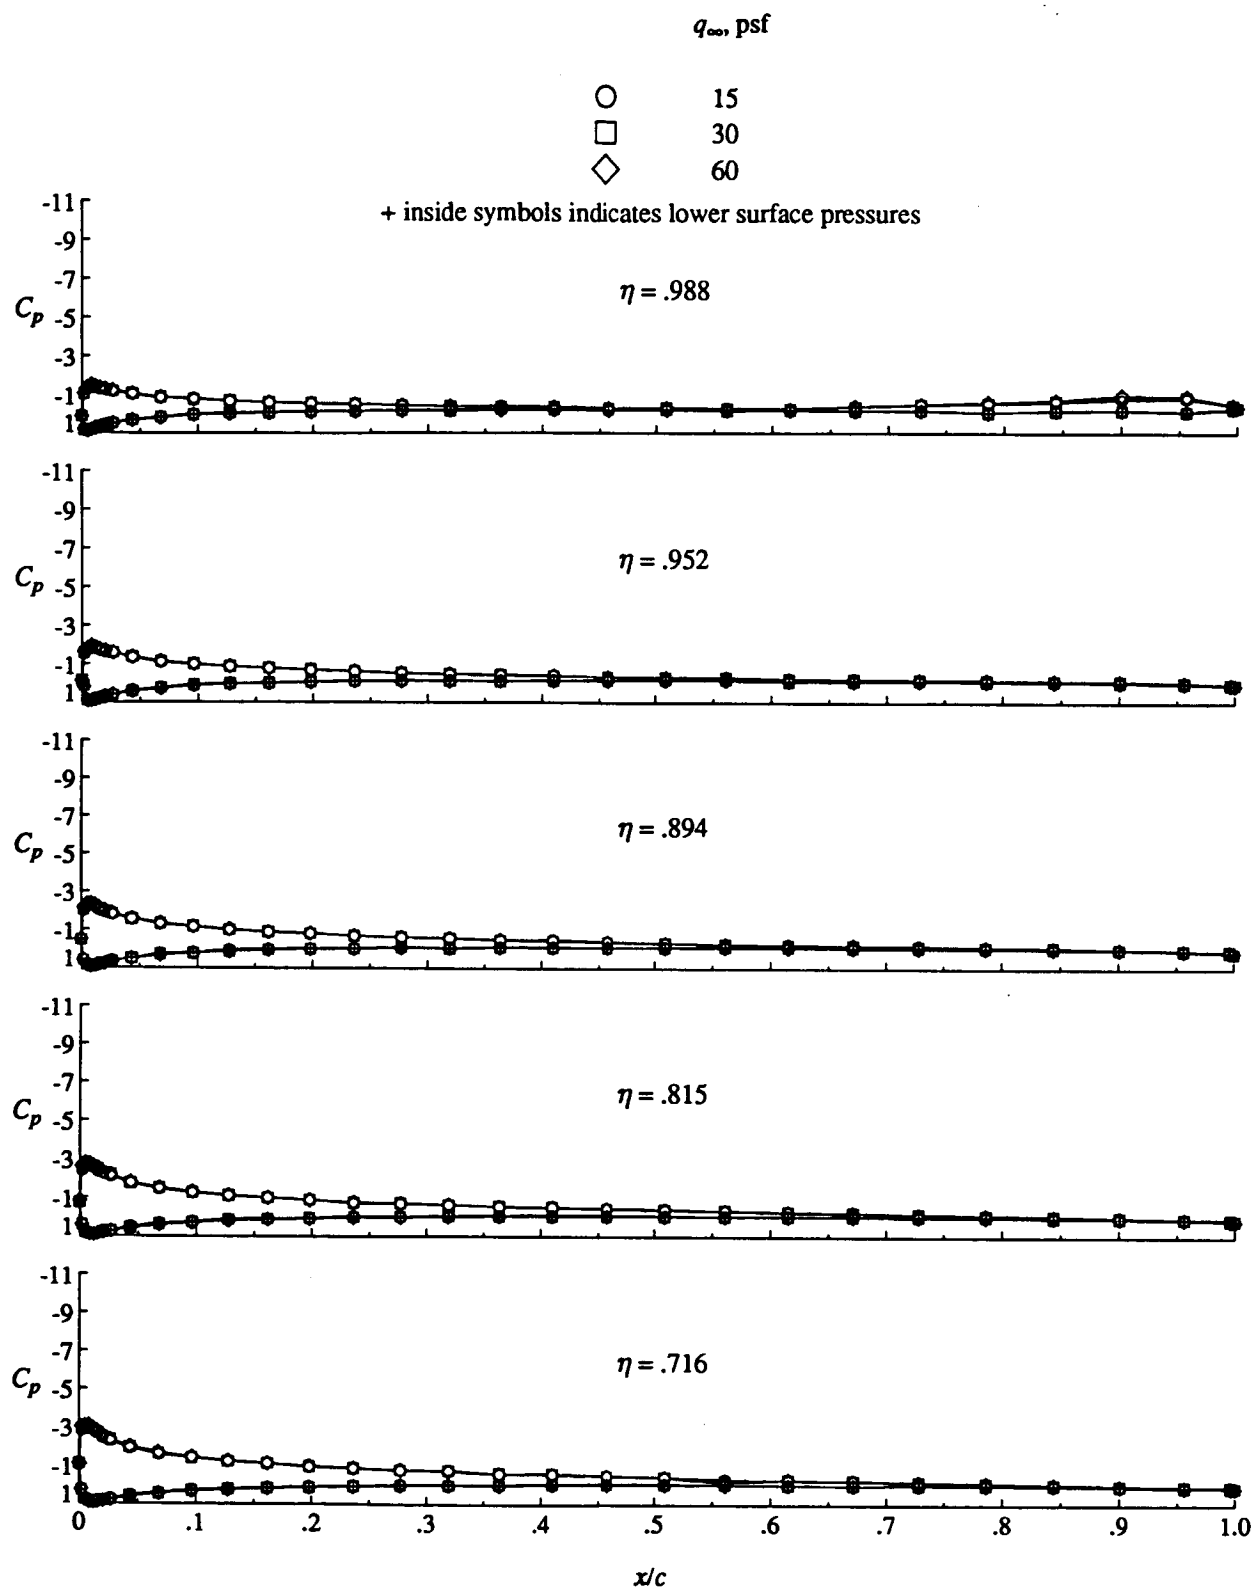 q∞, psf
15
30
60
+ inside symbols indicates lower surface pressures
-11
-9
-7
η = .988
Cp
-5
-3
-1
1
-11
-9
-7
η = .952
Cp
-5
-3
-1
1
-11
-9
-7
η = .894
Cp
-5
-3
-1
1
-11
-9
-7
η = .815
Cp
-5
-3
-1
1
-11
-9
-7
η = .716
Cp
-5
-3
-1
1
0 .1 .2 .3 .4 .5 .6 .7 .8 .9 1.0
x/c